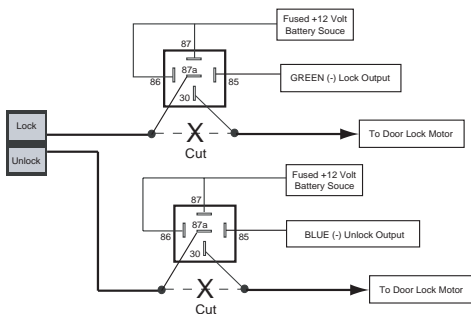 Fused +12 Volt
Battery Souce
87
87a
86
85
30
GREEN (-) Lock Output
Lock
Unlock
X
Cut
To Door Lock Motor
Fused +12 Volt
Battery Souce
87
87a
86
85
30
BLUE (-) Unlock Output
X
Cut
To Door Lock Motor